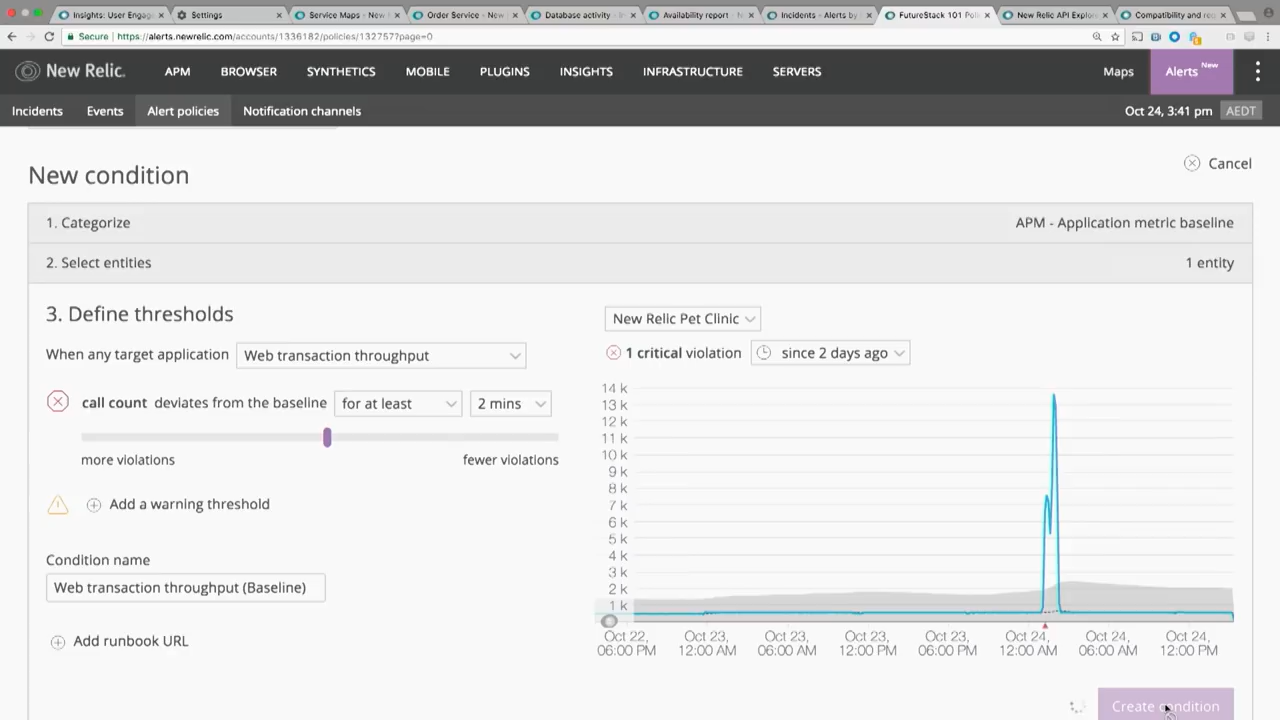 Insights: User Engag
Settings
Service Maps - New
Order Service - New
Database activity -
Availability report -
Incidents - Alerts by
FutureStack 101 Poli
New Relic API Explor
Compatibility and re
Secure | https://alerts.newrelic.com/accounts/1336182/policies/132757?page=0
New Relic.
APM
BROWSER
SYNTHETICS
MOBILE
PLUGINS
INSIGHTS
INFRASTRUCTURE
SERVERS
Maps
Alerts New
Incidents
Events
Alert policies
Notification channels
Oct 24, 3:41 pm AEDT
New condition
Cancel
1. Categorize
APM - Application metric baseline
2. Select entities
1 entity
3. Define thresholds
When any target application Web transaction throughput
call count deviates from the baseline for at least 2 mins
more violations
fewer violations
Add a warning threshold
Condition name
Web transaction throughput (Baseline)
Add runbook URL
New Relic Pet Clinic
1 critical violation since 2 days ago
14 k
13 k
12 k
11 k
10 k
9 k
8 k
7 k
6 k
5 k
4 k
3 k
2 k
1 k
Oct 22, 06:00 PM
Oct 23, 12:00 AM
Oct 23, 06:00 AM
Oct 23, 12:00 PM
Oct 23, 06:00 PM
Oct 24, 12:00 AM
Oct 24, 06:00 AM
Oct 24, 12:00 PM
Create condition